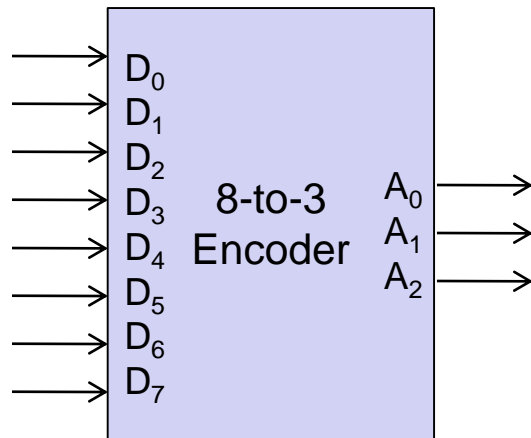 D₀
D₁
D₂
D₃
D₄
D₅
D₆
D₇
8-to-3
Encoder
A₀
A₁
A₂